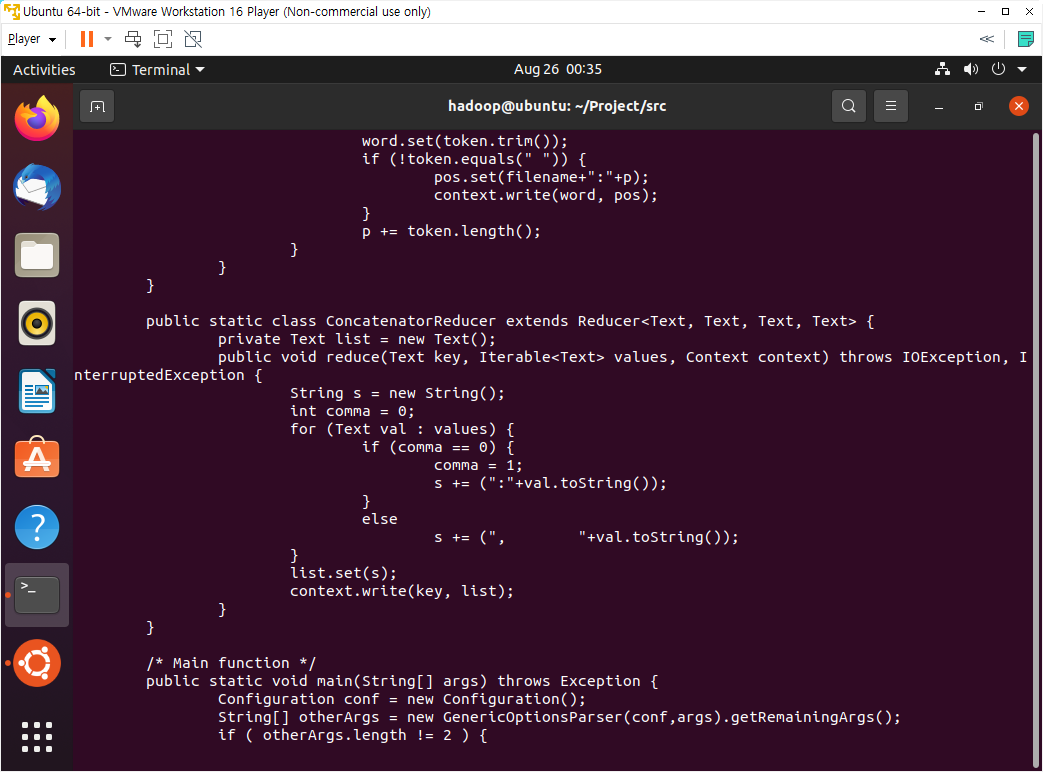 Ubuntu 64-bit - VMware Workstation 16 Player (Non-commercial use only)
Player
Activities
Terminal
Aug 26 00:35
hadoop@ubuntu: ~/Project/src
word.set(token.trim());
if (!token.equals(" ")) {
pos.set(filename+":"+p);
context.write(word, pos);
}
p += token.length();
}
}
}
public static class ConcatenatorReducer extends Reducer<Text, Text, Text, Text> {
private Text list = new Text();
public void reduce(Text key, Iterable<Text> values, Context context) throws IOException, I
nterruptedException {
String s = new String();
int comma = 0;
for (Text val : values) {
if (comma == 0) {
comma = 1;
s += (":"+val.toString());
}
else
s += (",        "+val.toString());
}
list.set(s);
context.write(key, list);
}
}
/* Main function */
public static void main(String[] args) throws Exception {
Configuration conf = new Configuration();
String[] otherArgs = new GenericOptionsParser(conf,args).getRemainingArgs();
if ( otherArgs.length != 2 ) {